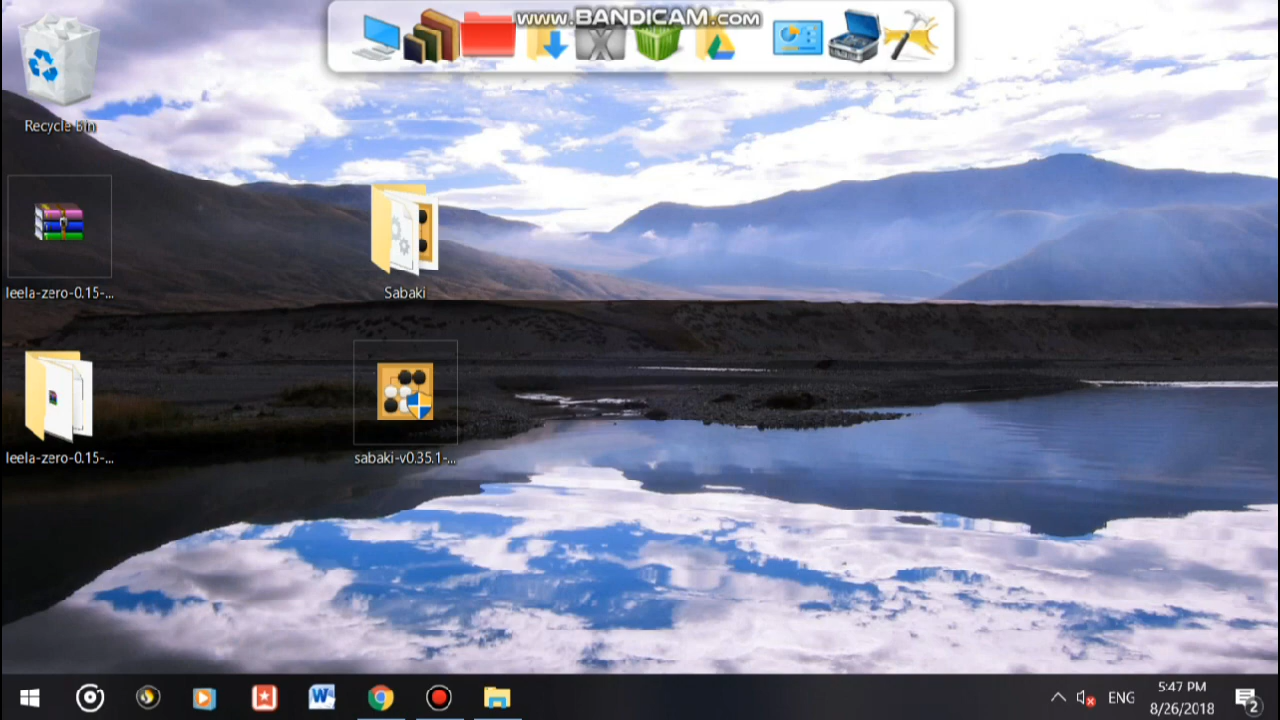 www.BANDICAM.com
Recycle Bin
leela-zero-0.15-...
Sabaki
leela-zero-0.15-...
sabaki-v0.35.1-...
W
ENG
5:47 PM
8/26/2018
2